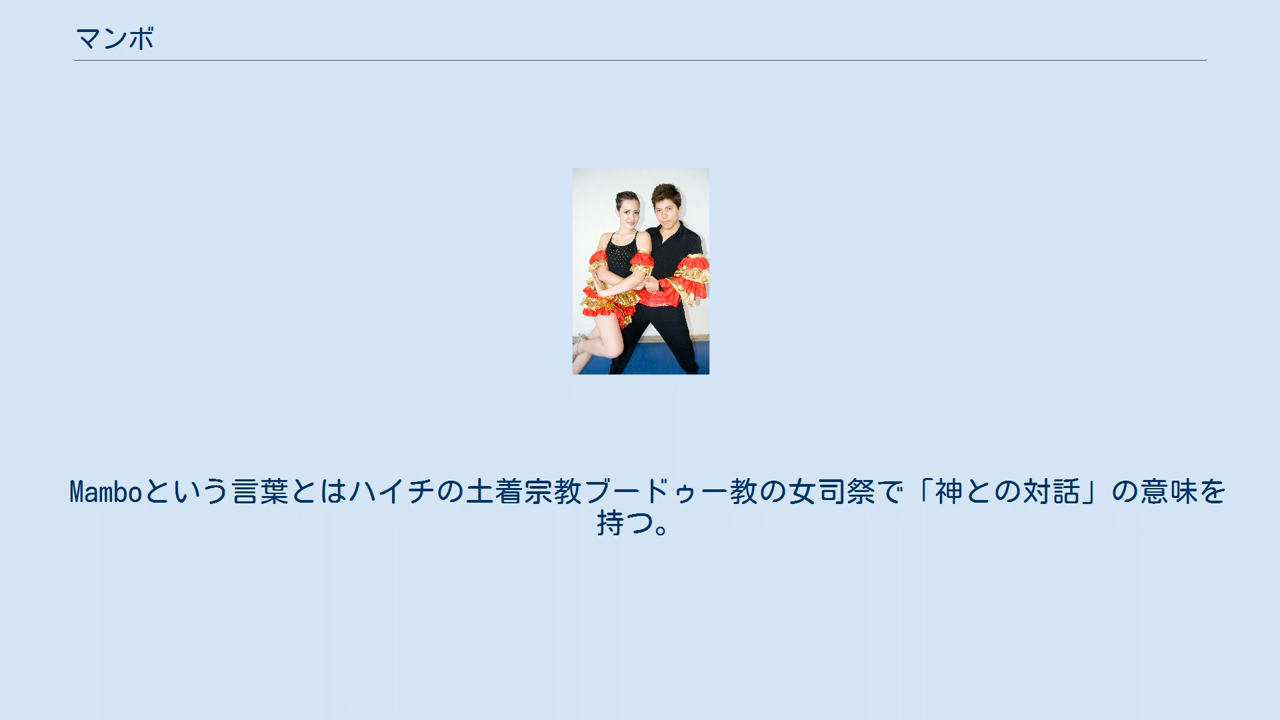 マンボ
Mamboという言葉とはハイチの土着宗教ブードゥー教の女司祭で「神との対話」の意味を
持つ。